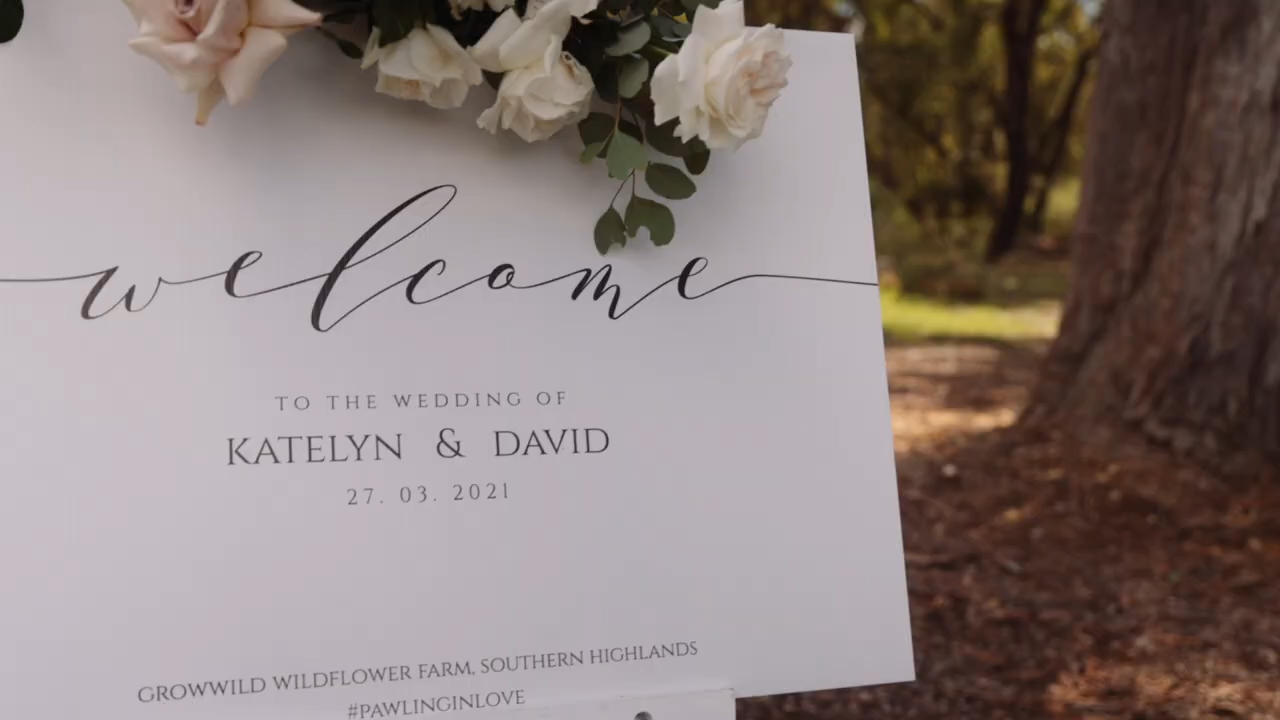 welcome
TO THE WEDDING OF
KATELYN & DAVID
27. 03. 2021
GROWWILD WILDFLOWER FARM, SOUTHERN HIGHLANDS
#PAWLINGINLOVE